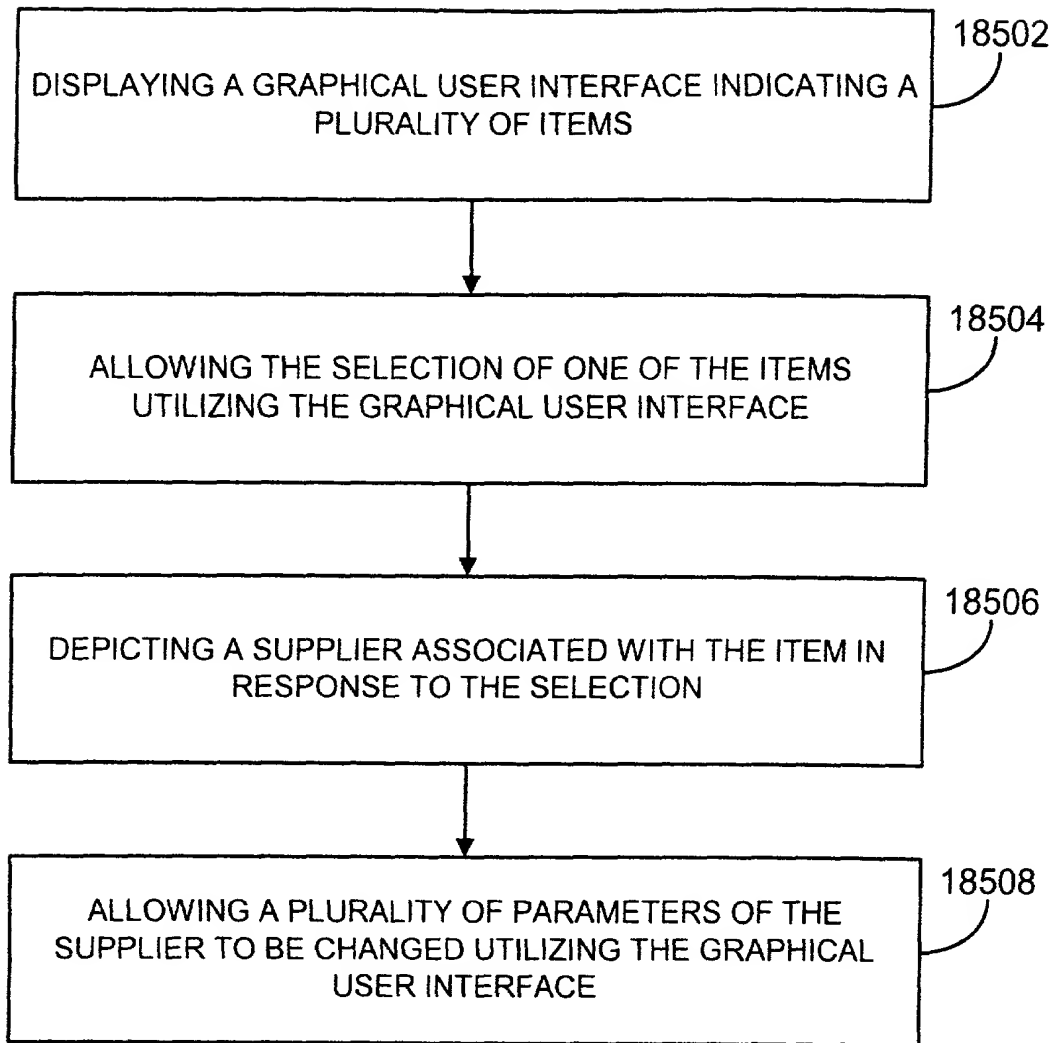 18502
DISPLAYING A GRAPHICAL USER INTERFACE INDICATING A
PLURALITY OF ITEMS
18504
ALLOWING THE SELECTION OF ONE OF THE ITEMS
UTILIZING THE GRAPHICAL USER INTERFACE
18506
DEPICTING A SUPPLIER ASSOCIATED WITH THE ITEM IN
RESPONSE TO THE SELECTION
18508
ALLOWING A PLURALITY OF PARAMETERS OF THE
SUPPLIER TO BE CHANGED UTILIZING THE GRAPHICAL
USER INTERFACE